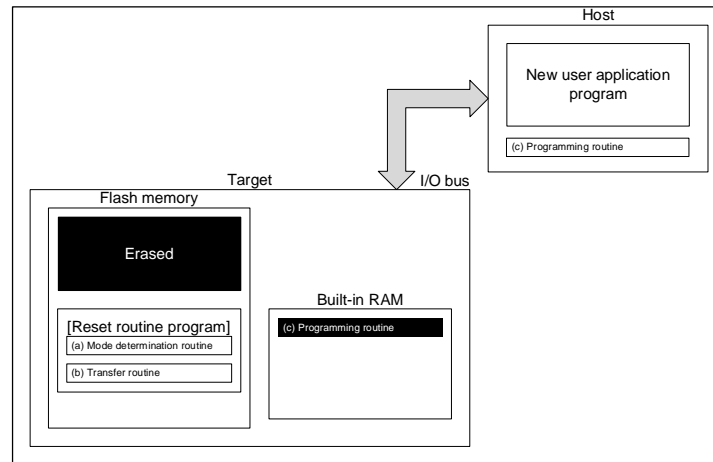 Host
New user application
program
(c) Programming routine
Target
I/O bus
Flash memory
Erased
Built-in RAM
[Reset routine program]
(a) Mode determination routine
(b) Transfer routine
(c) Programming routine